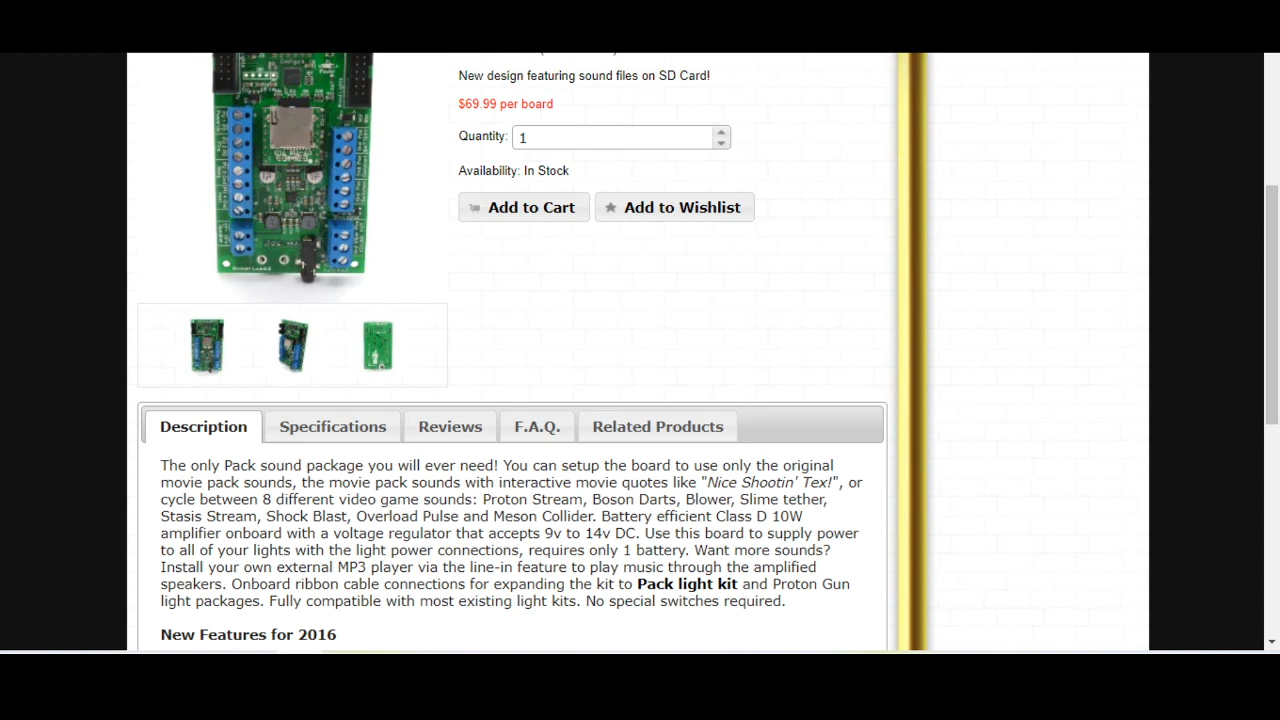 New design featuring sound files on SD Card!
$69.99 per board
Quantity: 1
Availability: In Stock
Add to Cart
Add to Wishlist
Description
Specifications
Reviews
F.A.Q.
Related Products
The only Pack sound package you will ever need! You can setup the board to use only the original
movie pack sounds, the movie pack sounds with interactive movie quotes like "Nice Shootin' Tex!", or
cycle between 8 different video game sounds: Proton Stream, Boson Darts, Blower, Slime tether,
Stasis Stream, Shock Blast, Overload Pulse and Meson Collider. Battery efficient Class D 10W
amplifier onboard with a voltage regulator that accepts 9v to 14v DC. Use this board to supply power
to all of your lights with the light power connections, requires only 1 battery. Want more sounds?
Install your own external MP3 player via the line-in feature to play music through the amplified
speakers. Onboard ribbon cable connections for expanding the kit to Pack light kit and Proton Gun
light packages. Fully compatible with most existing light kits. No special switches required.
New Features for 2016